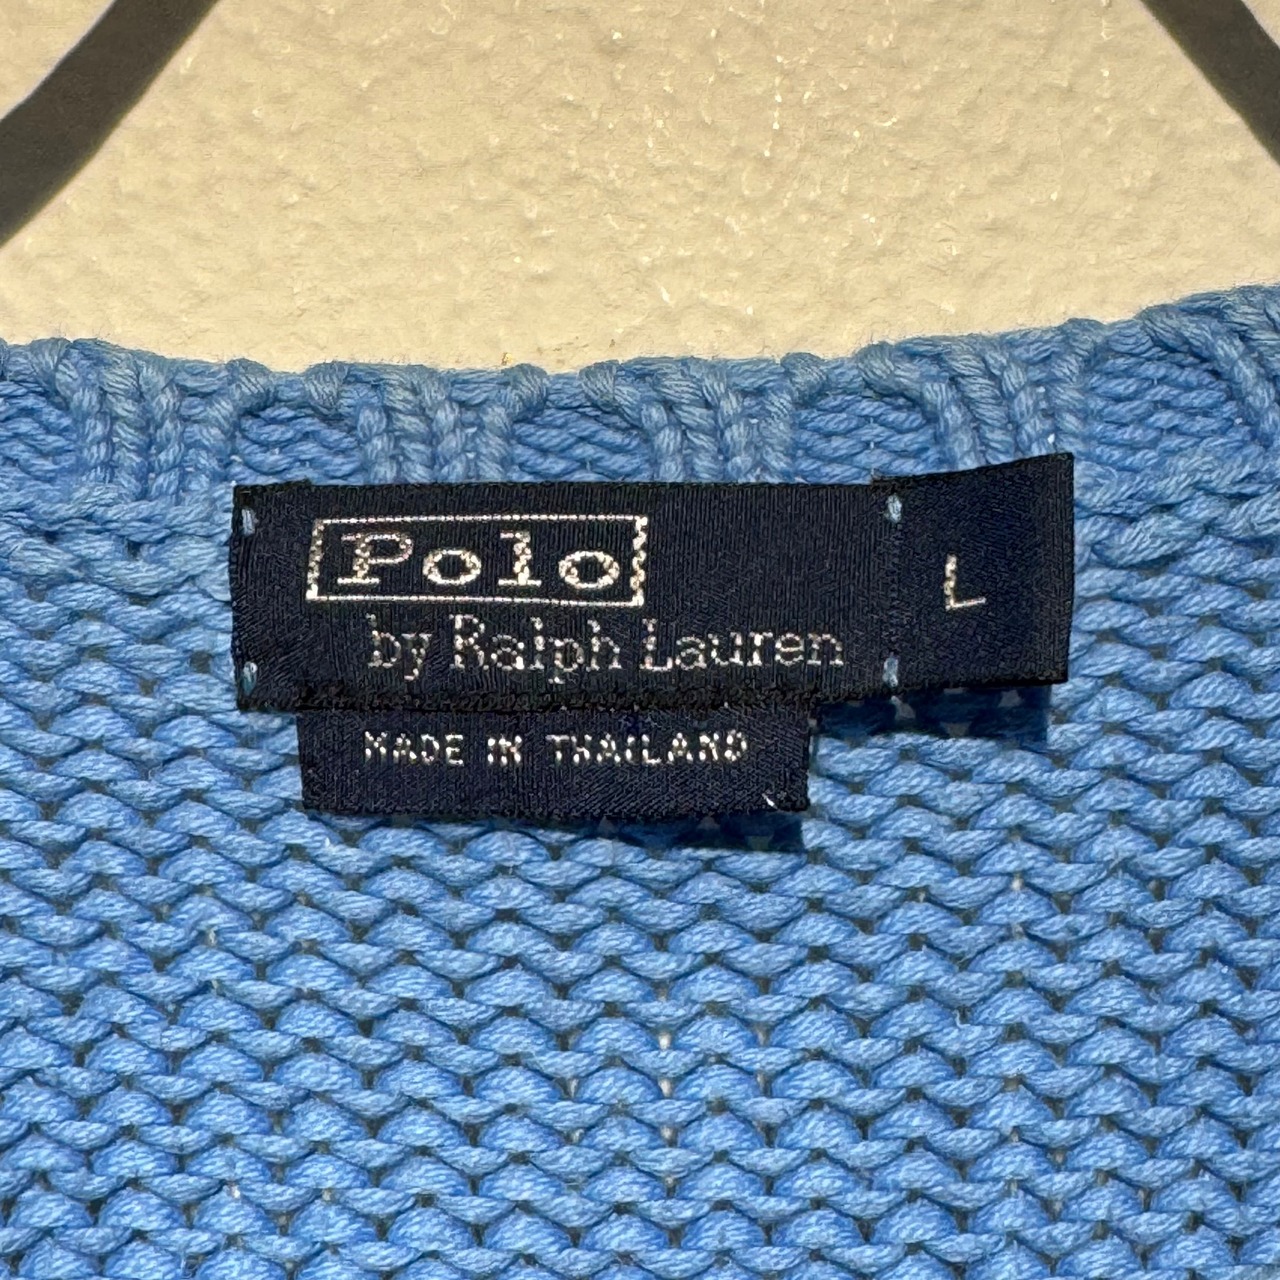 Polo
by Ralph Lauren
L
MADE IN THAILAND